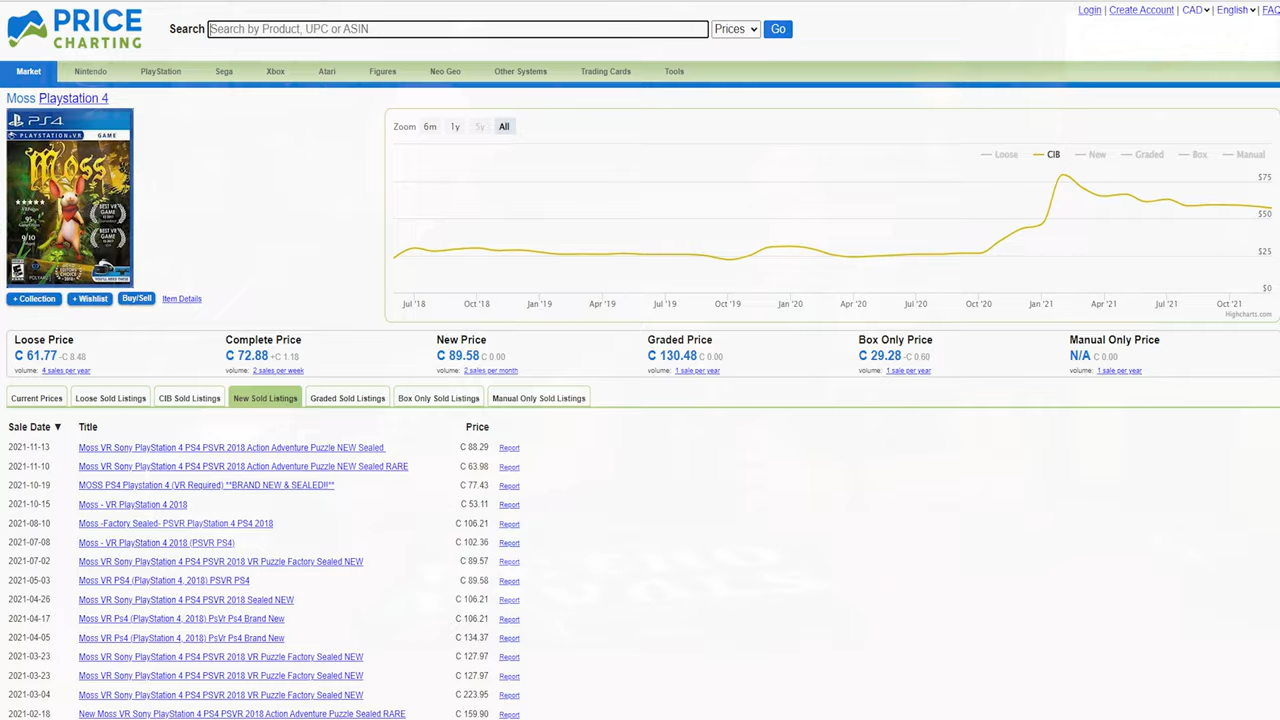 PRICE
CHARTING
Search Search by Product, UPC or ASIN Prices Go
Login | Create Account | CAD | English | FAQ
Market Nintendo PlayStation Sega Xbox Atari Figures Neo Geo Other Systems Trading Cards Tools
Moss Playstation 4
PS4
PLAYSTATION VR GAME
Moss
BEST VR GAME
9/10
BEST VR GAME
+ Collection + Wishlist Buy/Sell Item Details
Zoom 6m 1y 5y All
Loose CIB New Graded Box Manual
$75
$50
$25
$0
Jul '18 Oct '18 Jan '19 Apr '19 Jul '19 Oct '19 Jan '20 Apr '20 Jul '20 Oct '20 Jan '21 Apr '21 Jul '21 Oct '21
Highcharts.com
Loose Price Complete Price New Price Graded Price Box Only Price Manual Only Price
C 61.77 -C 8.48 C 72.88 +C 1.18 C 89.58 C 0.00 C 130.48 C 0.00 C 29.28 -C 0.60 N/A C 0.00
volume: 4 sales per year volume: 2 sales per week volume: 2 sales per month volume: 1 sale per year volume: 1 sale per year volume: 1 sale per year
Current Prices Loose Sold Listings CIB Sold Listings New Sold Listings Graded Sold Listings Box Only Sold Listings Manual Only Sold Listings
Sale Date ▼ Title Price
2021-11-13 Moss VR Sony PlayStation 4 PS4 PSVR 2018 Action Adventure Puzzle NEW Sealed C 88.29 Report
2021-11-10 Moss VR Sony PlayStation 4 PS4 PSVR 2018 Action Adventure Puzzle NEW Sealed RARE C 63.98 Report
2021-10-19 MOSS PS4 Playstation 4 (VR Required) **BRAND NEW & SEALED!!** C 77.43 Report
2021-10-15 Moss - VR PlayStation 4 2018 C 53.11 Report
2021-08-10 Moss -Factory Sealed- PSVR PlayStation 4 PS4 2018 C 106.21 Report
2021-07-08 Moss - VR PlayStation 4 2018 (PSVR PS4) C 102.36 Report
2021-07-02 Moss VR Sony PlayStation 4 PS4 PSVR 2018 VR Puzzle Factory Sealed NEW C 89.57 Report
2021-05-03 Moss VR PS4 (PlayStation 4, 2018) PSVR PS4 C 89.58 Report
2021-04-26 Moss VR Sony PlayStation 4 PS4 PSVR 2018 Sealed NEW C 106.21 Report
2021-04-17 Moss VR Ps4 (PlayStation 4, 2018) PsVr Ps4 Brand New C 106.21 Report
2021-04-05 Moss VR Ps4 (PlayStation 4, 2018) PsVr Ps4 Brand New C 134.37 Report
2021-03-23 Moss VR Sony PlayStation 4 PS4 PSVR 2018 VR Puzzle Factory Sealed NEW C 127.97 Report
2021-03-23 Moss VR Sony PlayStation 4 PS4 PSVR 2018 VR Puzzle Factory Sealed NEW C 127.97 Report
2021-03-04 Moss VR Sony PlayStation 4 PS4 PSVR 2018 VR Puzzle Factory Sealed NEW C 223.95 Report
2021-02-18 New Moss VR Sony PlayStation 4 PS4 PSVR 2018 Action Adventure Puzzle Sealed RARE C 159.90 Report